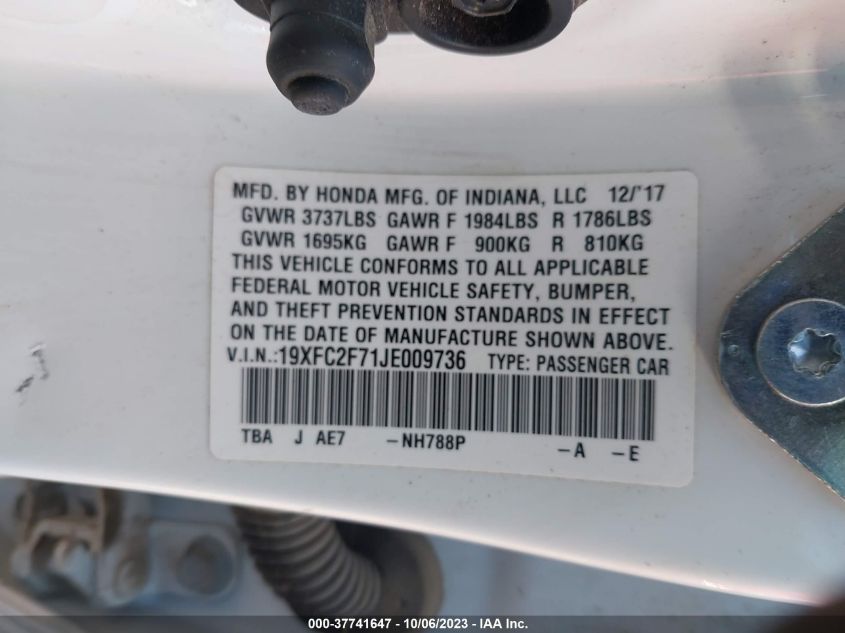 MFD. BY HONDA MFG. OF INDIANA, LLC 12/'17
GVWR 3737LBS GAWR F 1984LBS R 1786LBS
GVWR 1695KG GAWR F 900KG R 810KG
THIS VEHICLE CONFORMS TO ALL APPLICABLE
FEDERAL MOTOR VEHICLE SAFETY, BUMPER,
AND THEFT PREVENTION STANDARDS IN EFFECT
ON THE DATE OF MANUFACTURE SHOWN ABOVE.
V.I.N.:19XFC2F71JE009736 TYPE: PASSENGER CAR
TBA J AE7 -NH788P -A -E
000-37741647 - 10/06/2023 - IAA Inc.